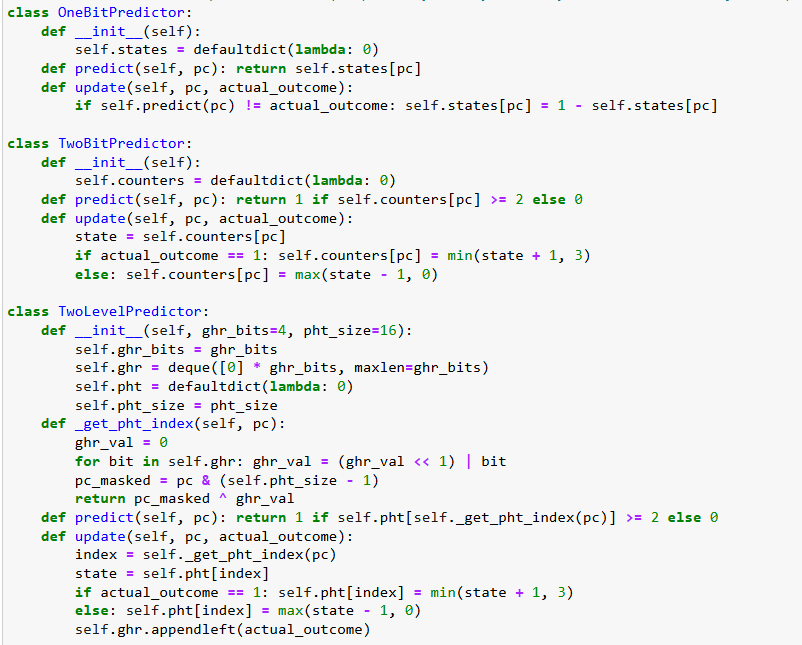 class OneBitPredictor:
    def __init__(self):
        self.states = defaultdict(lambda: 0)
    def predict(self, pc): return self.states[pc]
    def update(self, pc, actual_outcome):
        if self.predict(pc) != actual_outcome: self.states[pc] = 1 - self.states[pc]

class TwoBitPredictor:
    def __init__(self):
        self.counters = defaultdict(lambda: 0)
    def predict(self, pc): return 1 if self.counters[pc] >= 2 else 0
    def update(self, pc, actual_outcome):
        state = self.counters[pc]
        if actual_outcome == 1: self.counters[pc] = min(state + 1, 3)
        else: self.counters[pc] = max(state - 1, 0)

class TwoLevelPredictor:
    def __init__(self, ghr_bits=4, pht_size=16):
        self.ghr_bits = ghr_bits
        self.ghr = deque([0] * ghr_bits, maxlen=ghr_bits)
        self.pht = defaultdict(lambda: 0)
        self.pht_size = pht_size
    def _get_pht_index(self, pc):
        ghr_val = 0
        for bit in self.ghr: ghr_val = (ghr_val << 1) | bit
        pc_masked = pc & (self.pht_size - 1)
        return pc_masked ^ ghr_val
    def predict(self, pc): return 1 if self.pht[self._get_pht_index(pc)] >= 2 else 0
    def update(self, pc, actual_outcome):
        index = self._get_pht_index(pc)
        state = self.pht[index]
        if actual_outcome == 1: self.pht[index] = min(state + 1, 3)
        else: self.pht[index] = max(state - 1, 0)
        self.ghr.appendleft(actual_outcome)